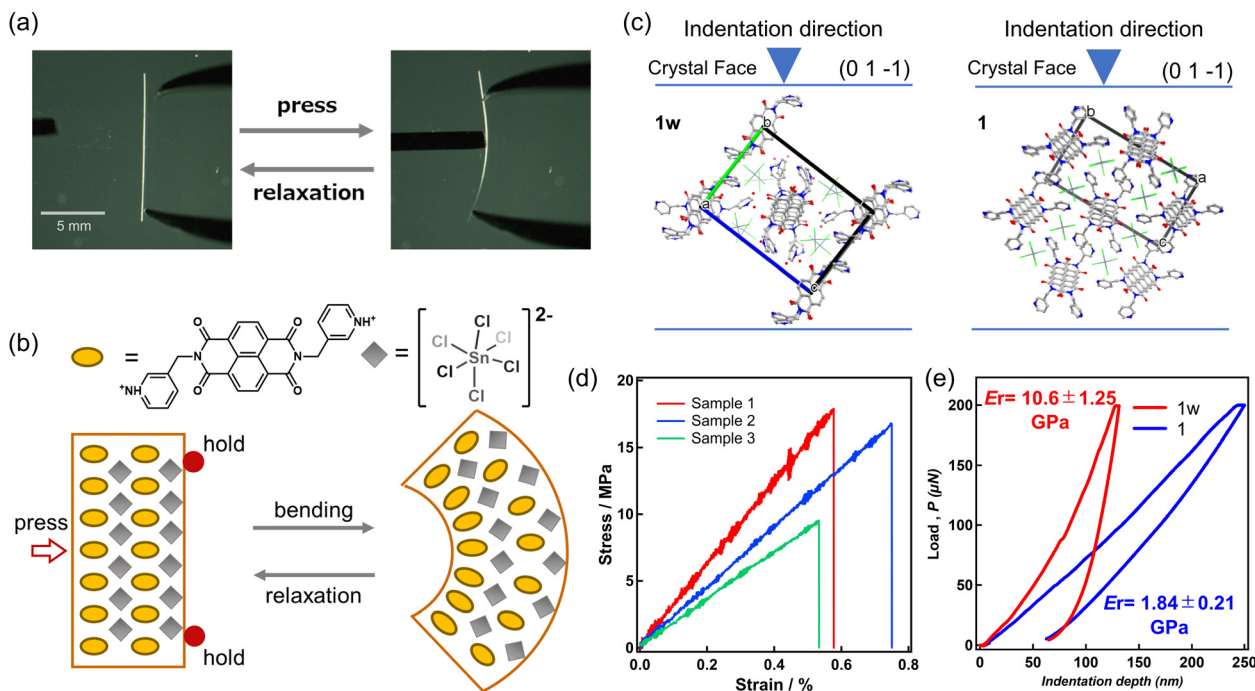 (a)
press
relaxation
5 mm
(b)
=
O
O
N
N
O
O
NH⁺
⁺NH
=
Cl
Cl
Cl
Sn
Cl
Cl
Cl
2-
hold
press
hold
bending
relaxation
(c)
Indentation direction
Crystal Face
(0 1 -1)
1w
b
a
c
Indentation direction
Crystal Face
(0 1 -1)
1
b
a
c
(d)
20
15
10
5
0
Stress / MPa
Sample 1
Sample 2
Sample 3
0.0
0.2
0.4
0.6
0.8
Strain / %
(e)
Er= 10.6 ± 1.25
GPa
1w
1
200
150
100
50
0
Load , P (μN)
Er= 1.84 ± 0.21
GPa
0
50
100
150
200
250
Indentation depth (nm)